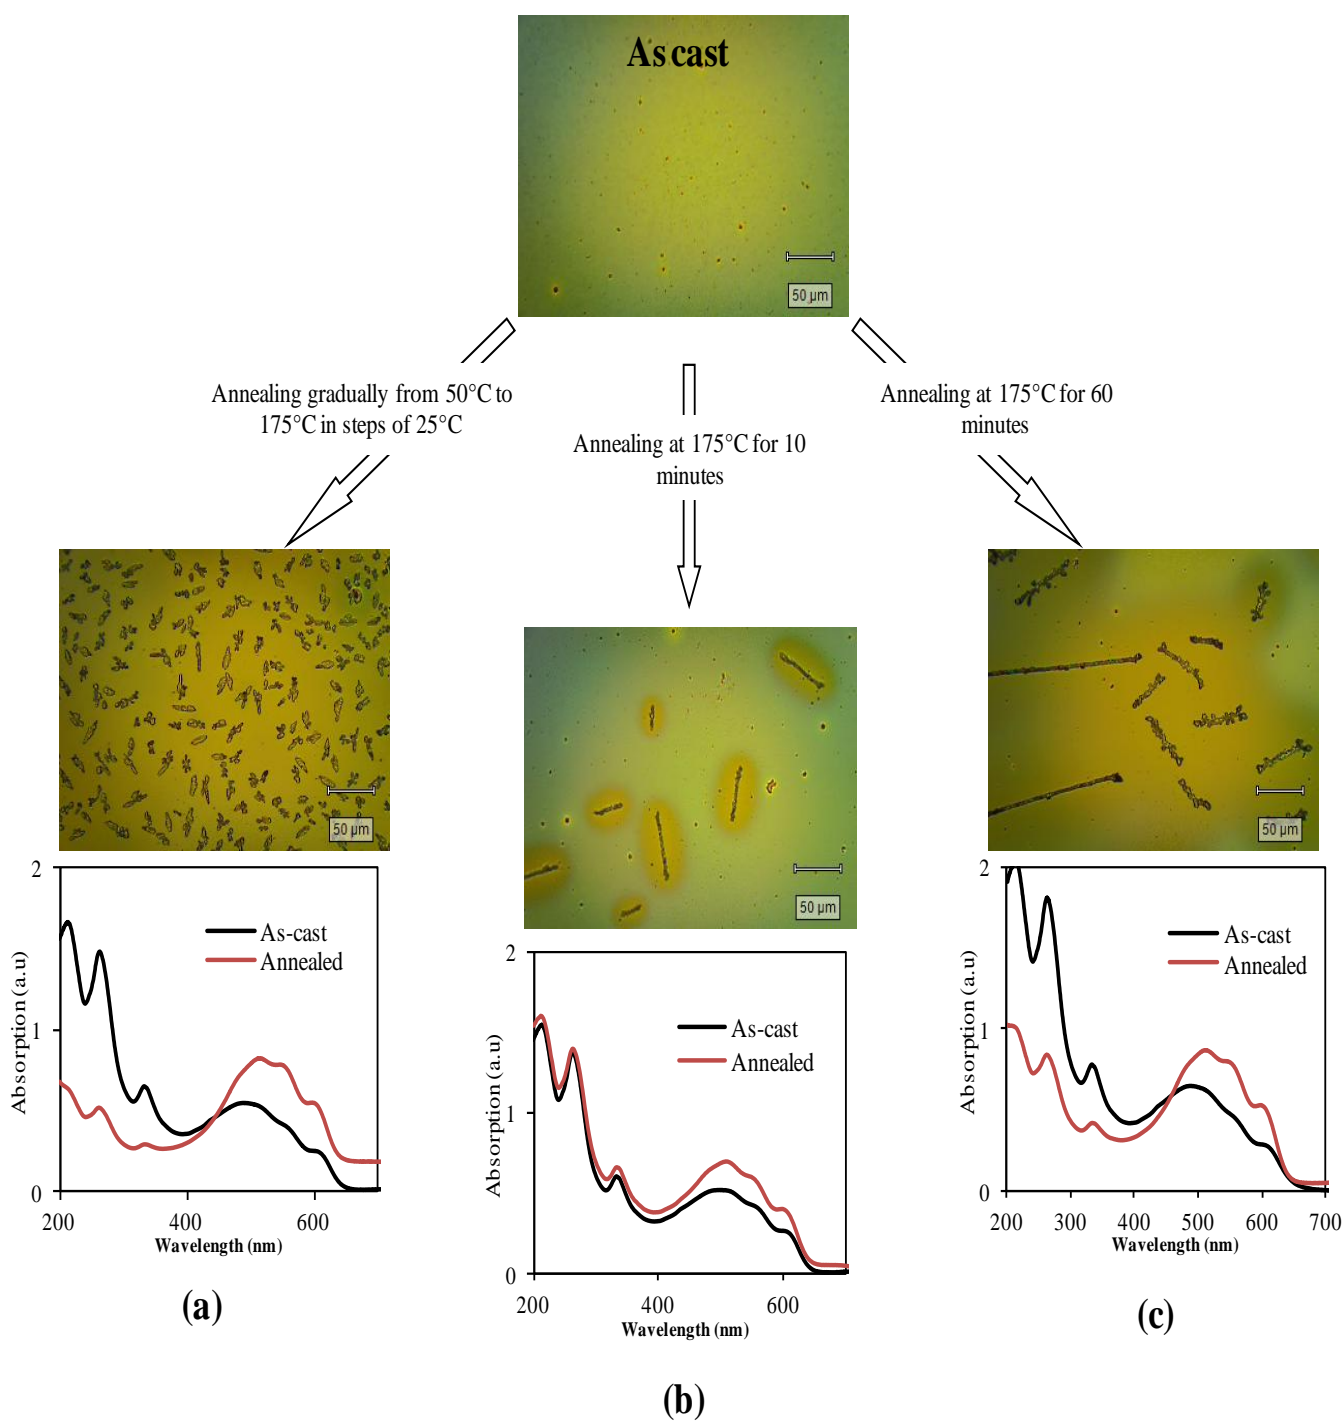 As cast
50 µm
Annealing gradually from 50°C to
175°C in steps of 25°C
Annealing at 175°C for 10
minutes
Annealing at 175°C for 60
minutes
50 µm
50 µm
50 µm
2
1
0
200
400
600
Absorption (a.u)
Wavelength (nm)
As-cast
Annealed
(a)
2
1
0
200
400
600
Absorption (a.u)
Wavelength (nm)
As-cast
Annealed
(b)
2
1
0
200
300
400
500
600
700
Absorption (a.u)
Wavelength (nm)
As-cast
Annealed
(c)